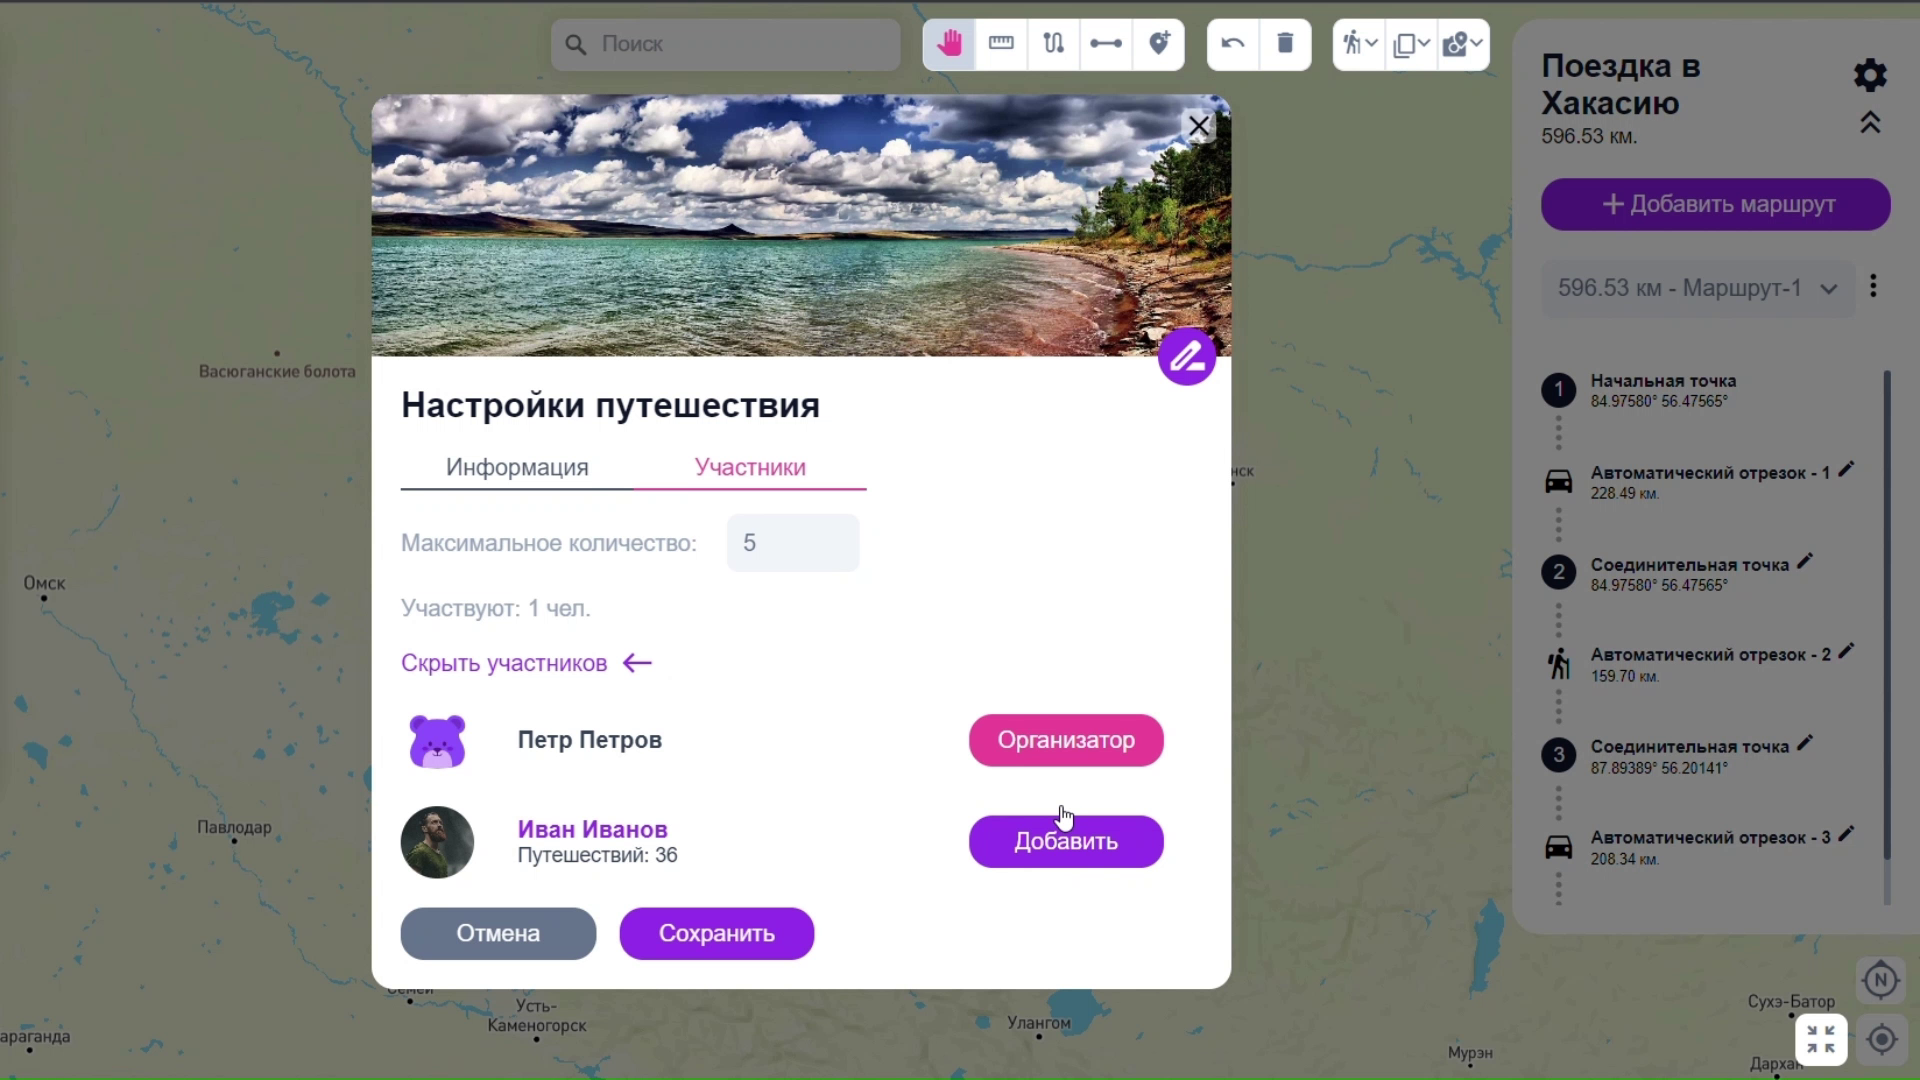 Поиск
Поездка в
Хакасию
596.53 км.
Добавить маршрут
596.53 км - Маршрут-1
1
Начальная точка
84.97580° 56.47565°
Автоматический отрезок - 1
228.49 км.
2
Соединительная точка
84.97580° 56.47565°
Автоматический отрезок - 2
159.70 км.
3
Соединительная точка
87.89389° 56.20141°
Автоматический отрезок - 3
208.34 км.
Настройки путешествия
Информация
Участники
Максимальное количество:
5
Участвуют: 1 чел.
Скрыть участников
Петр Петров
Организатор
Иван Иванов
Путешествий: 36
Добавить
Отмена
Сохранить
Васюганские болота
Омск
Павлодар
нск
Усть-
Каменогорск
араганда
Улангом
Мурэн
Сухэ-Батор
Дархан
N